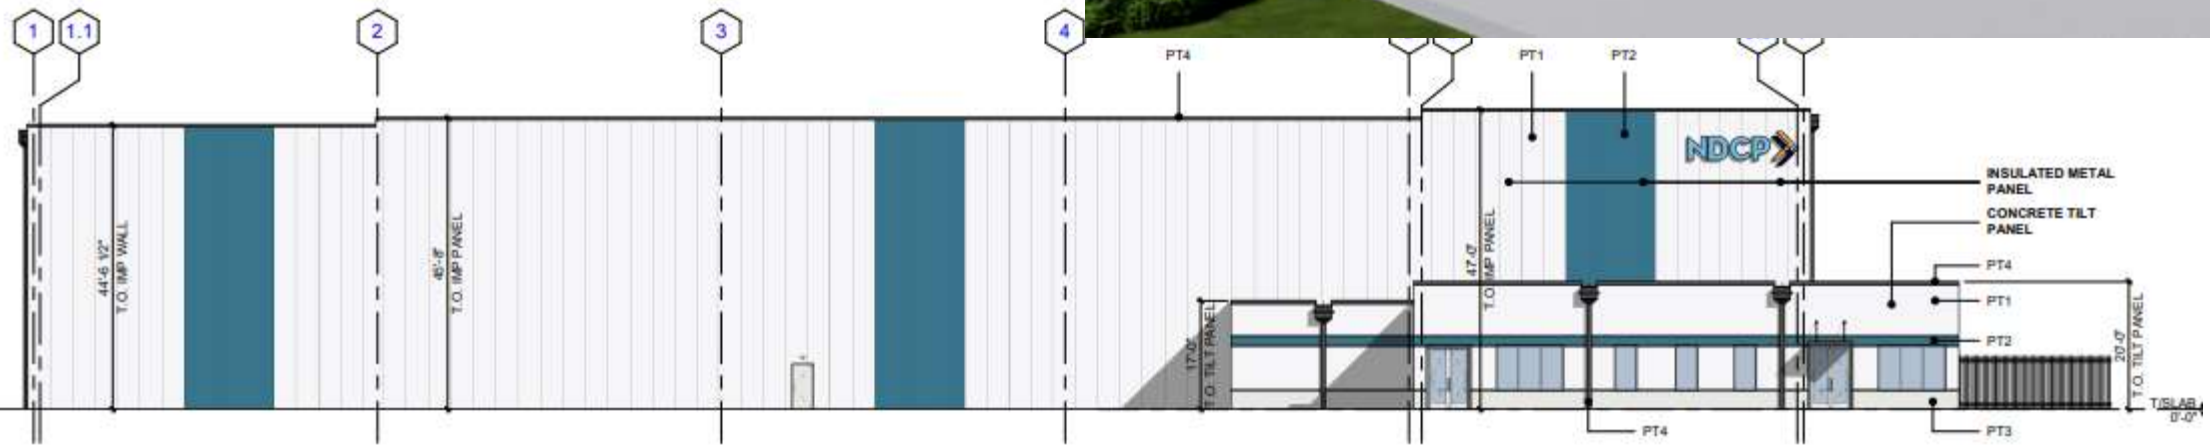 1
1.1
2
3
4
PT4
PT1
PT2
NDCP
INSULATED METAL
PANEL
CONCRETE TILT
PANEL
PT4
PT1
PT2
PT3
PT4
44'-6 1/2"
T.O. IMP WALL
T.O. IMP PANEL
47'-0"
T.O. IMP PANEL
17'-0"
T.O. TILT PANEL
20'-0"
T.O. TILT PANEL
T/SLAB
0'-0"